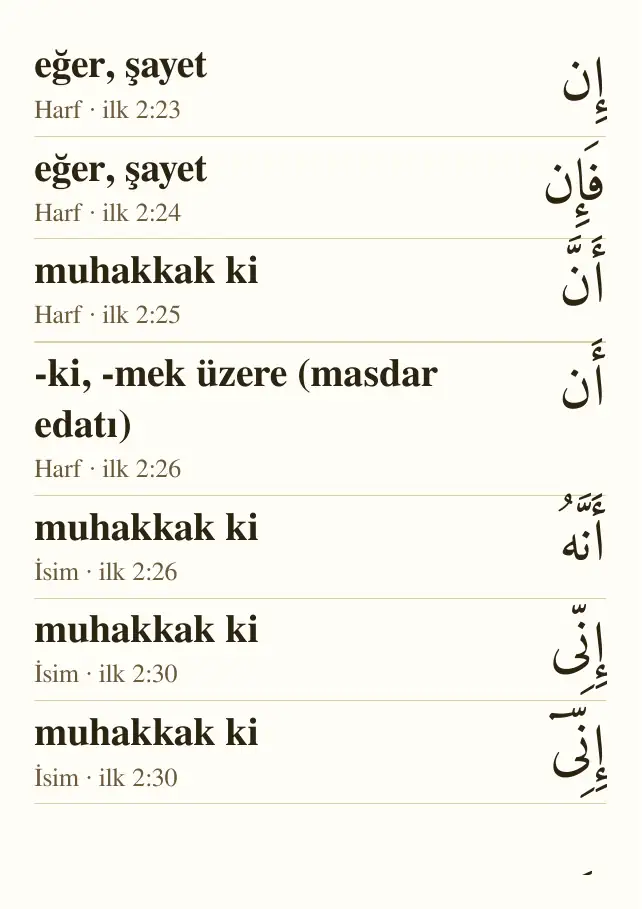 eğer, şayet إِن
Harf · ilk 2:23
eğer, şayet فَإِن
Harf · ilk 2:24
muhakkak ki أَنَّ
Harf · ilk 2:25
-ki, -mek üzere (masdar أَن
edatı)
Harf · ilk 2:26
muhakkak ki أَنَّهُ
İsim · ilk 2:26
muhakkak ki إِنِّى
İsim · ilk 2:30
muhakkak ki إِنِّىٓ
İsim · ilk 2:30